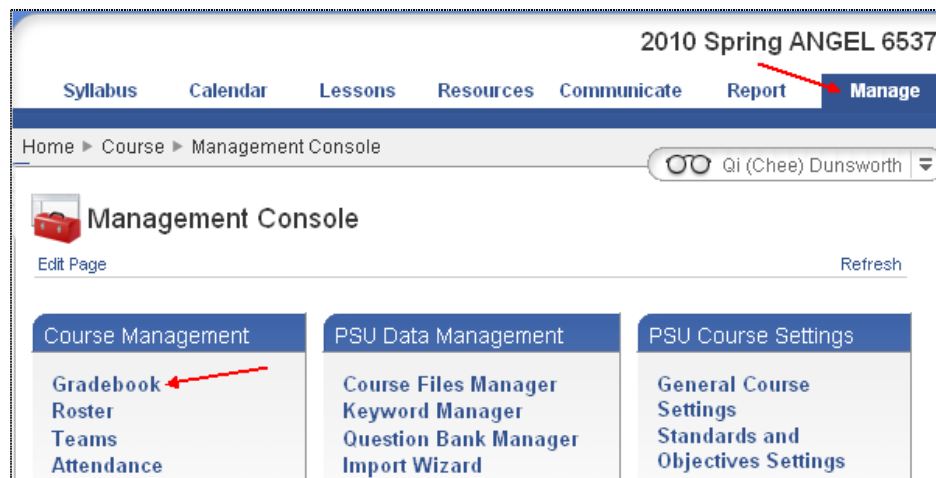 2010 Spring ANGEL 6537
Syllabus Calendar Lessons Resources Communicate Report Manage
Home ▶ Course ▶ Management Console
Qi (Chee) Dunsworth
Management Console
Edit Page Refresh
Course Management
Gradebook
Roster
Teams
Attendance
PSU Data Management
Course Files Manager
Keyword Manager
Question Bank Manager
Import Wizard
PSU Course Settings
General Course
Settings
Standards and
Objectives Settings